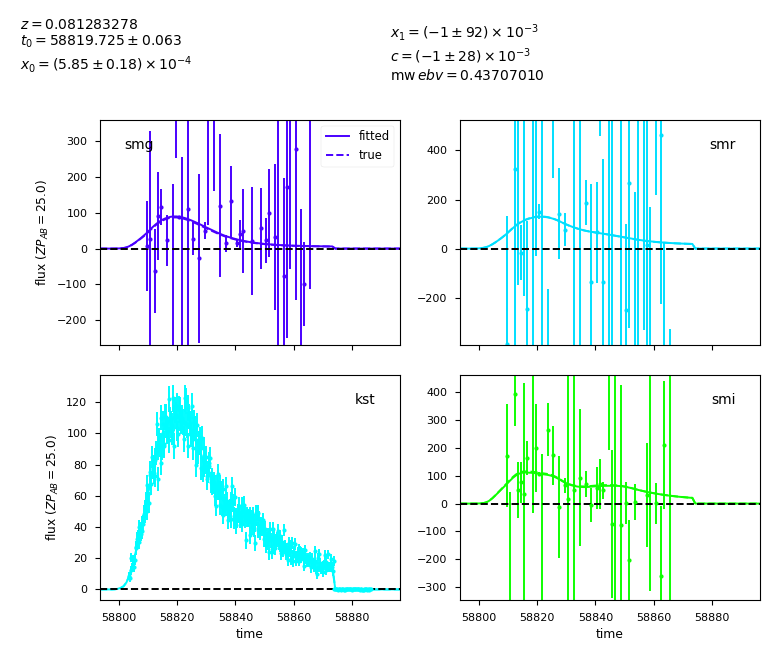 z = 0.081283278
t₀ = 58819.725 ± 0.063
x₀ = (5.85 ± 0.18) × 10⁻⁴
x₁ = (−1 ± 92) × 10⁻³
c = (−1 ± 28) × 10⁻³
mw ebv = 0.43707010
smg
fitted
true
300
200
100
0
−100
−200
flux (ZP_AB = 25.0)
smr
400
200
0
−200
kst
120
100
80
60
40
20
0
flux (ZP_AB = 25.0)
58800 58820 58840 58860 58880
time
smi
400
300
200
100
0
−100
−200
−300
58800 58820 58840 58860 58880
time